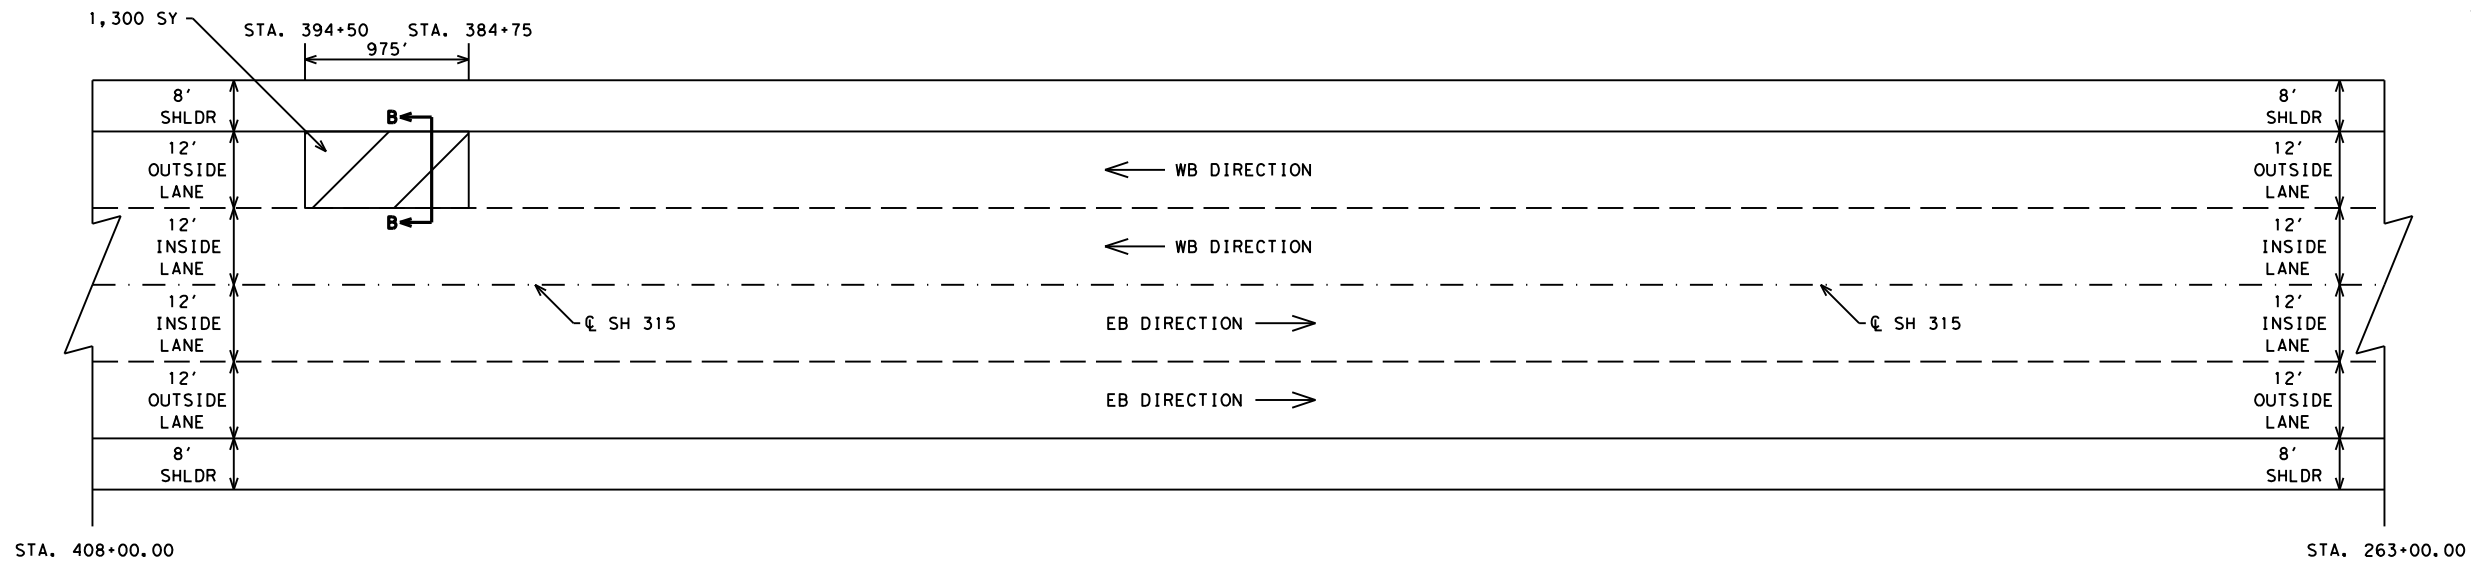 1,300 SY
STA. 394+50
STA. 384+75
975'
8'
SHLDR
12'
OUTSIDE
LANE
12'
INSIDE
LANE
12'
INSIDE
LANE
12'
OUTSIDE
LANE
8'
SHLDR
B
B
WB DIRECTION
WB DIRECTION
℄ SH 315
EB DIRECTION
EB DIRECTION
℄ SH 315
8'
SHLDR
12'
OUTSIDE
LANE
12'
INSIDE
LANE
12'
INSIDE
LANE
12'
OUTSIDE
LANE
8'
SHLDR
STA. 408+00.00
STA. 263+00.00